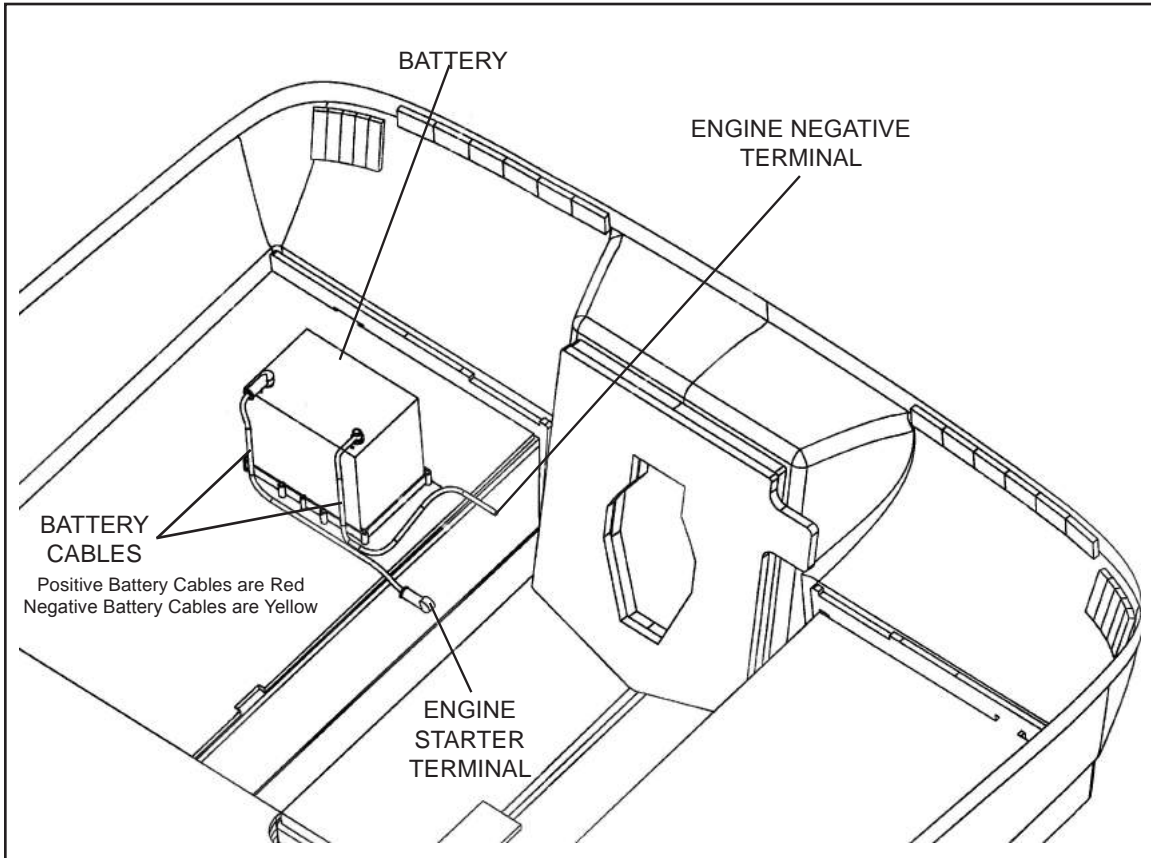 BATTERY
ENGINE NEGATIVE
TERMINAL
BATTERY
CABLES
Positive Battery Cables are Red
Negative Battery Cables are Yellow
ENGINE
STARTER
TERMINAL